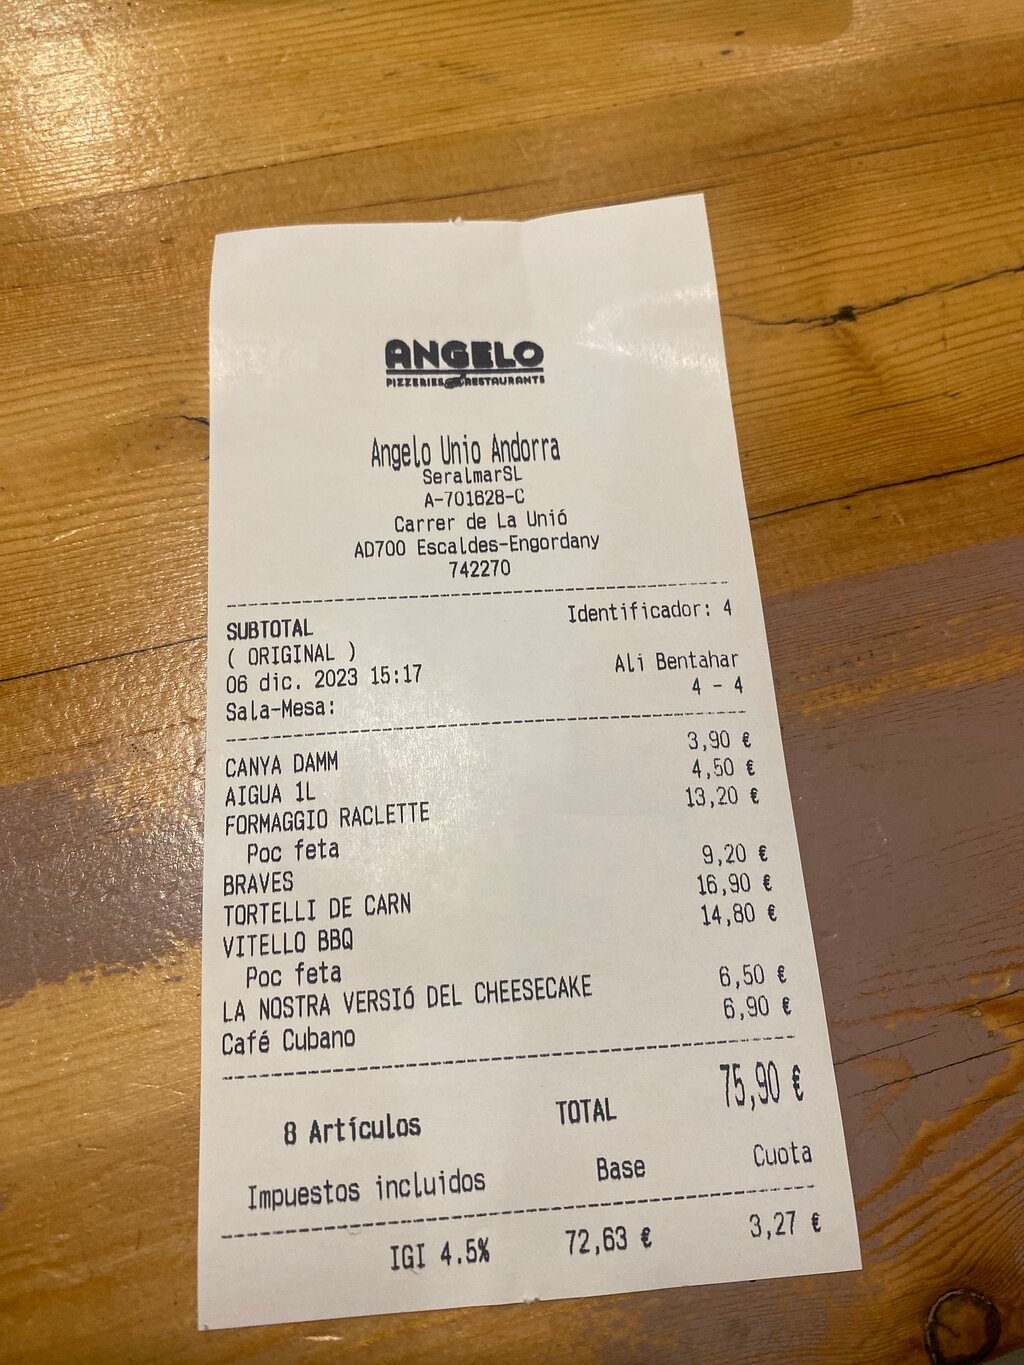 ANGELO
PIZZERIES RESTAURANTS
Angelo Unio Andorra
SeralmarSL
A-701628-C
Carrer de La Unió
AD700 Escaldes-Engordany
742270
Identificador: 4
SUBTOTAL
( ORIGINAL )
06 dic. 2023 15:17 Ali Bentahar
Sala-Mesa: 4 - 4
CANYA DAMM 3,90 €
AIGUA 1L 4,50 €
FORMAGGIO RACLETTE 13,20 €
Poc feta
BRAVES 9,20 €
TORTELLI DE CARN 16,90 €
VITELLO BBQ 14,80 €
Poc feta
LA NOSTRA VERSIÓ DEL CHEESECAKE 6,50 €
Café Cubano 6,90 €
8 Artículos TOTAL 75,90 €
Impuestos incluidos Base Cuota
IGI 4.5% 72,63 € 3,27 €